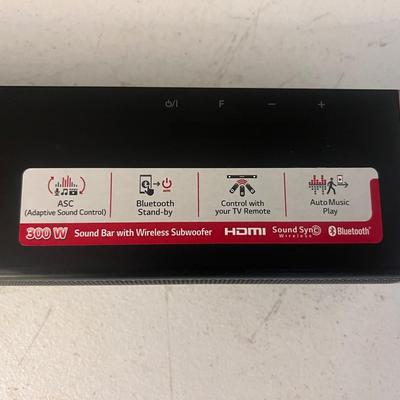 ⏻/I F − +
ASC
(Adaptive Sound Control)
Bluetooth
Stand-by
Control with
your TV Remote
Auto Music
Play
300 W Sound Bar with Wireless Subwoofer HDMI Sound Sync Wireless Bluetooth®